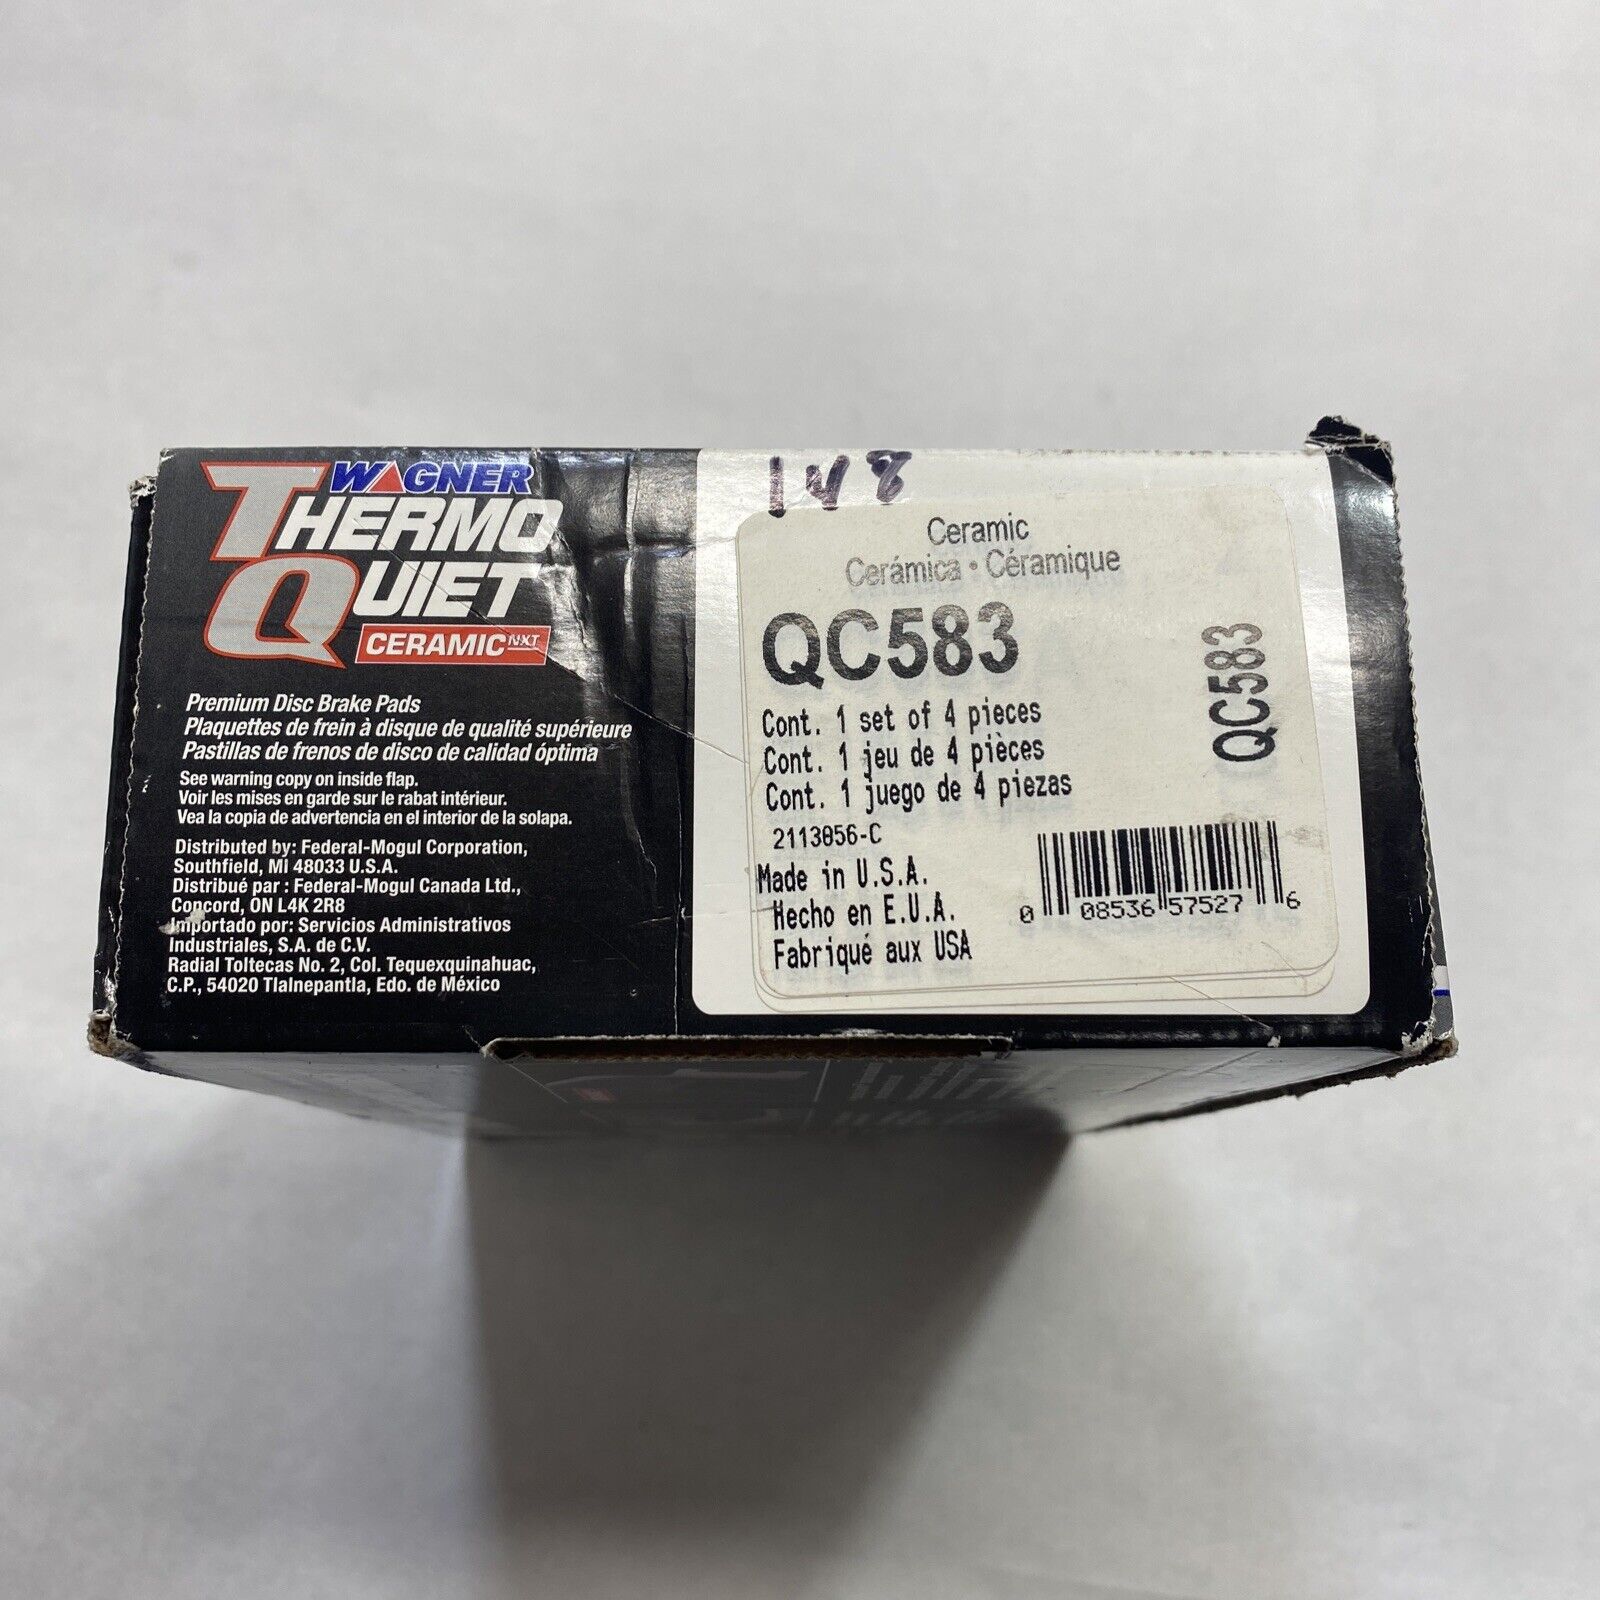 WAGNER
THERMO
QUIET
CERAMIC NXT
Premium Disc Brake Pads
Plaquettes de frein à disque de qualité supérieure
Pastillas de frenos de disco de calidad óptima
See warning copy on inside flap.
Voir les mises en garde sur le rabat intérieur.
Vea la copia de advertencia en el interior de la solapa.
Distributed by: Federal-Mogul Corporation,
Southfield, MI 48033 U.S.A.
Distribué par : Federal-Mogul Canada Ltd.,
Concord, ON L4K 2R8
Importado por: Servicios Administrativos
Industriales, S.A. de C.V.
Radial Toltecas No. 2, Col. Tequexquinahuac,
C.P., 54020 Tlalnepantla, Edo. de México
148
Ceramic
Cerámica • Céramique
QC583
Cont. 1 set of 4 pieces
Cont. 1 jeu de 4 pièces
Cont. 1 juego de 4 piezas
2113056-C
Made in U.S.A.
Hecho en E.U.A.
Fabriqué aux USA
QC583
0 08536 57527 6